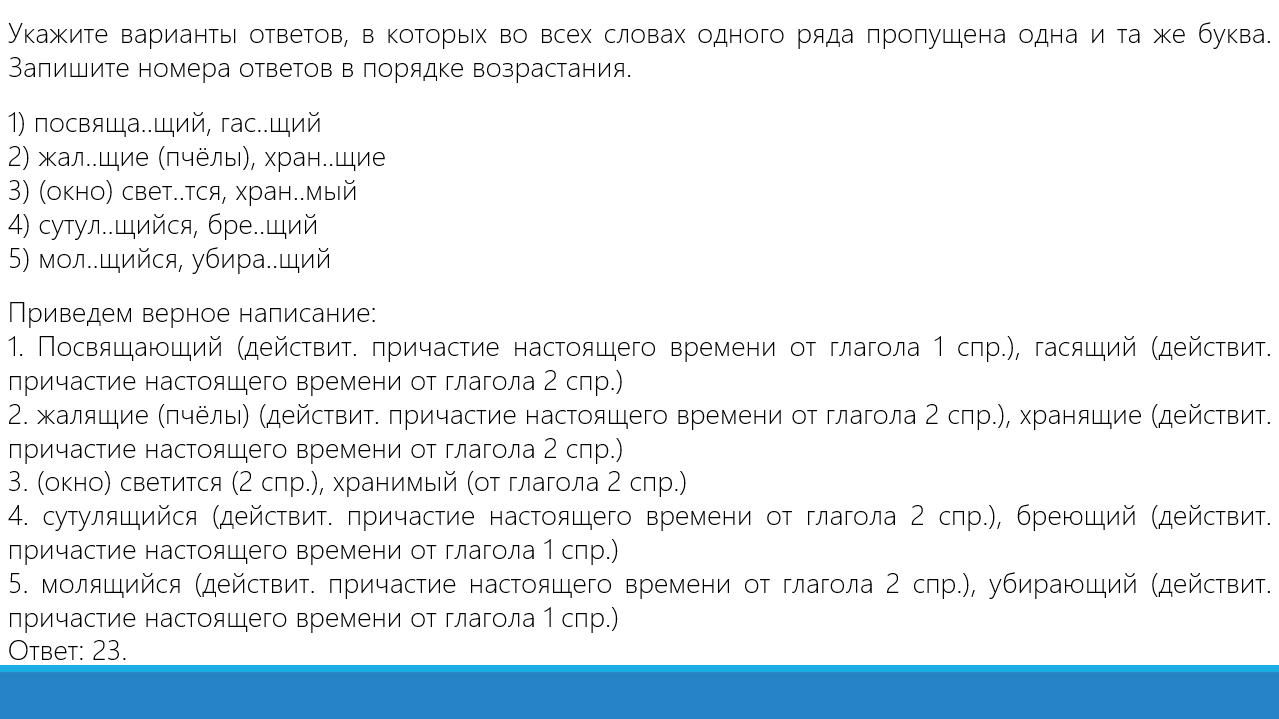 Укажите варианты ответов, в которых во всех словах одного ряда пропущена одна и та же буква.
Запишите номера ответов в порядке возрастания.
1) посвяща..щий, гас..щий
2) жал..щие (пчёлы), хран..щие
3) (окно) свет..тся, хран..мый
4) сутул..щийся, бре..щий
5) мол..щийся, убира..щий
Приведем верное написание:
1. Посвящающий (действит. причастие настоящего времени от глагола 1 спр.), гасящий (действит.
причастие настоящего времени от глагола 2 спр.)
2. жалящие (пчёлы) (действит. причастие настоящего времени от глагола 2 спр.), хранящие (действит.
причастие настоящего времени от глагола 2 спр.)
3. (окно) светится (2 спр.), хранимый (от глагола 2 спр.)
4. сутулящийся (действит. причастие настоящего времени от глагола 2 спр.), бреющий (действит.
причастие настоящего времени от глагола 1 спр.)
5. молящийся (действит. причастие настоящего времени от глагола 2 спр.), убирающий (действит.
причастие настоящего времени от глагола 1 спр.)
Ответ: 23.